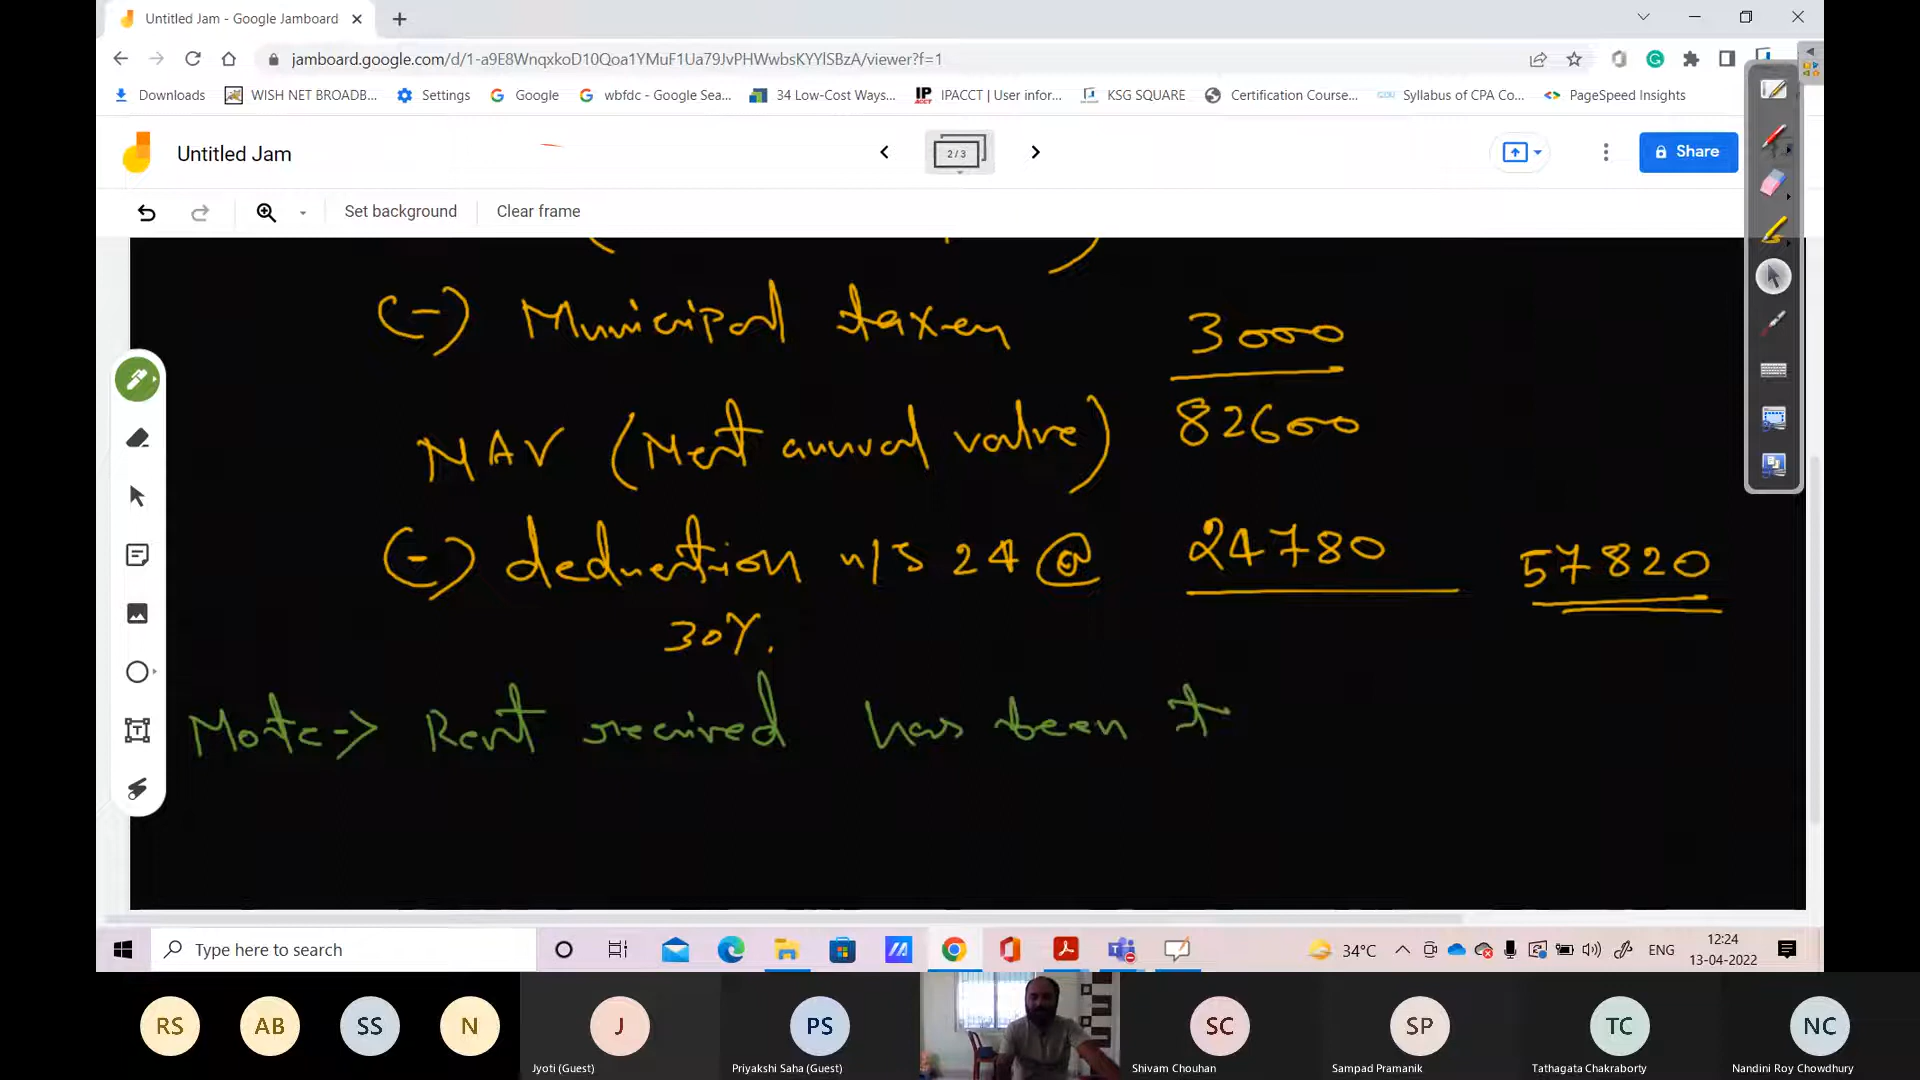 Untitled Jam - Google Jamboard
jamboard.google.com/d/1-a9E8WnqxkoD10Qoa1YMuF1Ua79JvPHWwbsKYYlSBzA/viewer?f=1
Downloads WISH NET BROADB... Settings Google wbfdc - Google Sea... 34 Low-Cost Ways... IPACCT | User infor... KSG SQUARE Certification Course... Syllabus of CPA Co... PageSpeed Insights
Untitled Jam 2 / 3 Share
Set background Clear frame
(-) Municipal taxes 3000
NAV (Net annual value) 82600
(-) deduction u/s 24 @ 24780 57820
30%.
Note-> Rent received has been t
Type here to search 34°C ENG 12:24
13-04-2022
RS AB SS N J PS SC SP TC NC
Jyoti (Guest) Priyakshi Saha (Guest) Shivam Chouhan Sampad Pramanik Tathagata Chakraborty Nandini Roy Chowdhury